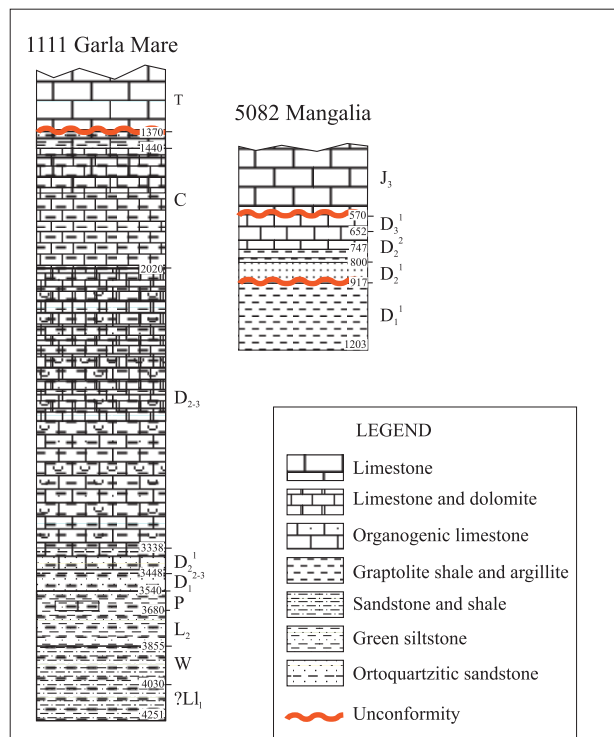 1111 Garla Mare
T
1370
1440
C
2020
D₂₋₃
3338
D₂¹
3448
D₁²⁻³
3540
P
3680
L₂
3855
W
4030
?Ll₁
4251
5082 Mangalia
J₃
570
D₃¹
652
D₂²
747
800
D₂¹
917
D₁¹
1203
LEGEND
Limestone
Limestone and dolomite
Organogenic limestone
Graptolite shale and argillite
Sandstone and shale
Green siltstone
Ortoquartzitic sandstone
Unconformity